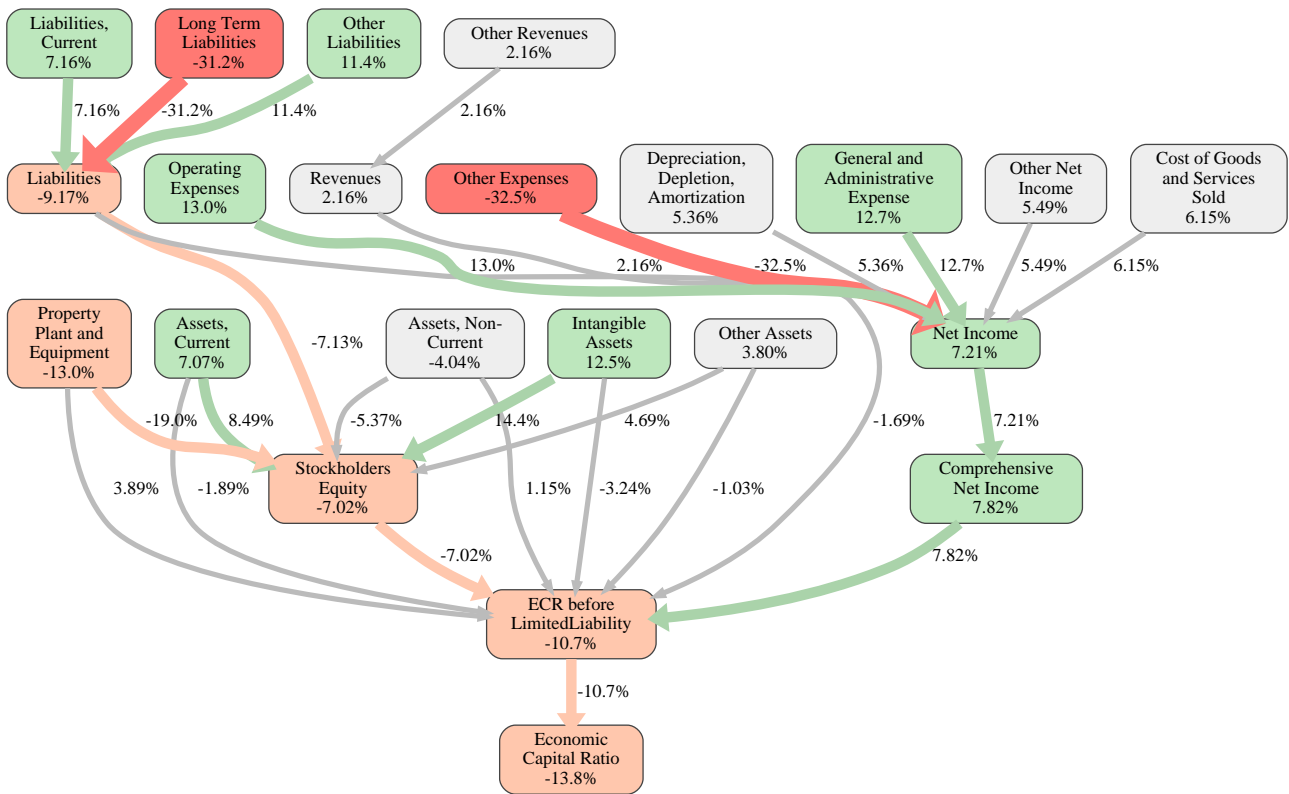 Liabilities,
Current
7.16%
Long Term
Liabilities
-31.2%
Other
Liabilities
11.4%
Other Revenues
2.16%
7.16%
-31.2%
11.4%
2.16%
Liabilities
-9.17%
Operating
Expenses
13.0%
Revenues
2.16%
Other Expenses
-32.5%
Depreciation,
Depletion,
Amortization
5.36%
General and
Administrative
Expense
12.7%
Other Net
Income
5.49%
Cost of Goods
and Services
Sold
6.15%
13.0%
2.16%
-32.5%
5.36%
12.7%
5.49%
6.15%
Property
Plant and
Equipment
-13.0%
Assets,
Current
7.07%
-7.13%
Assets, Non-
Current
-4.04%
Intangible
Assets
12.5%
Other Assets
3.80%
Net Income
7.21%
-19.0%
8.49%
-5.37%
14.4%
4.69%
-1.69%
7.21%
Stockholders
Equity
-7.02%
Comprehensive
Net Income
7.82%
3.89%
-1.89%
1.15%
-3.24%
-1.03%
-7.02%
7.82%
ECR before
LimitedLiability
-10.7%
-10.7%
Economic
Capital Ratio
-13.8%